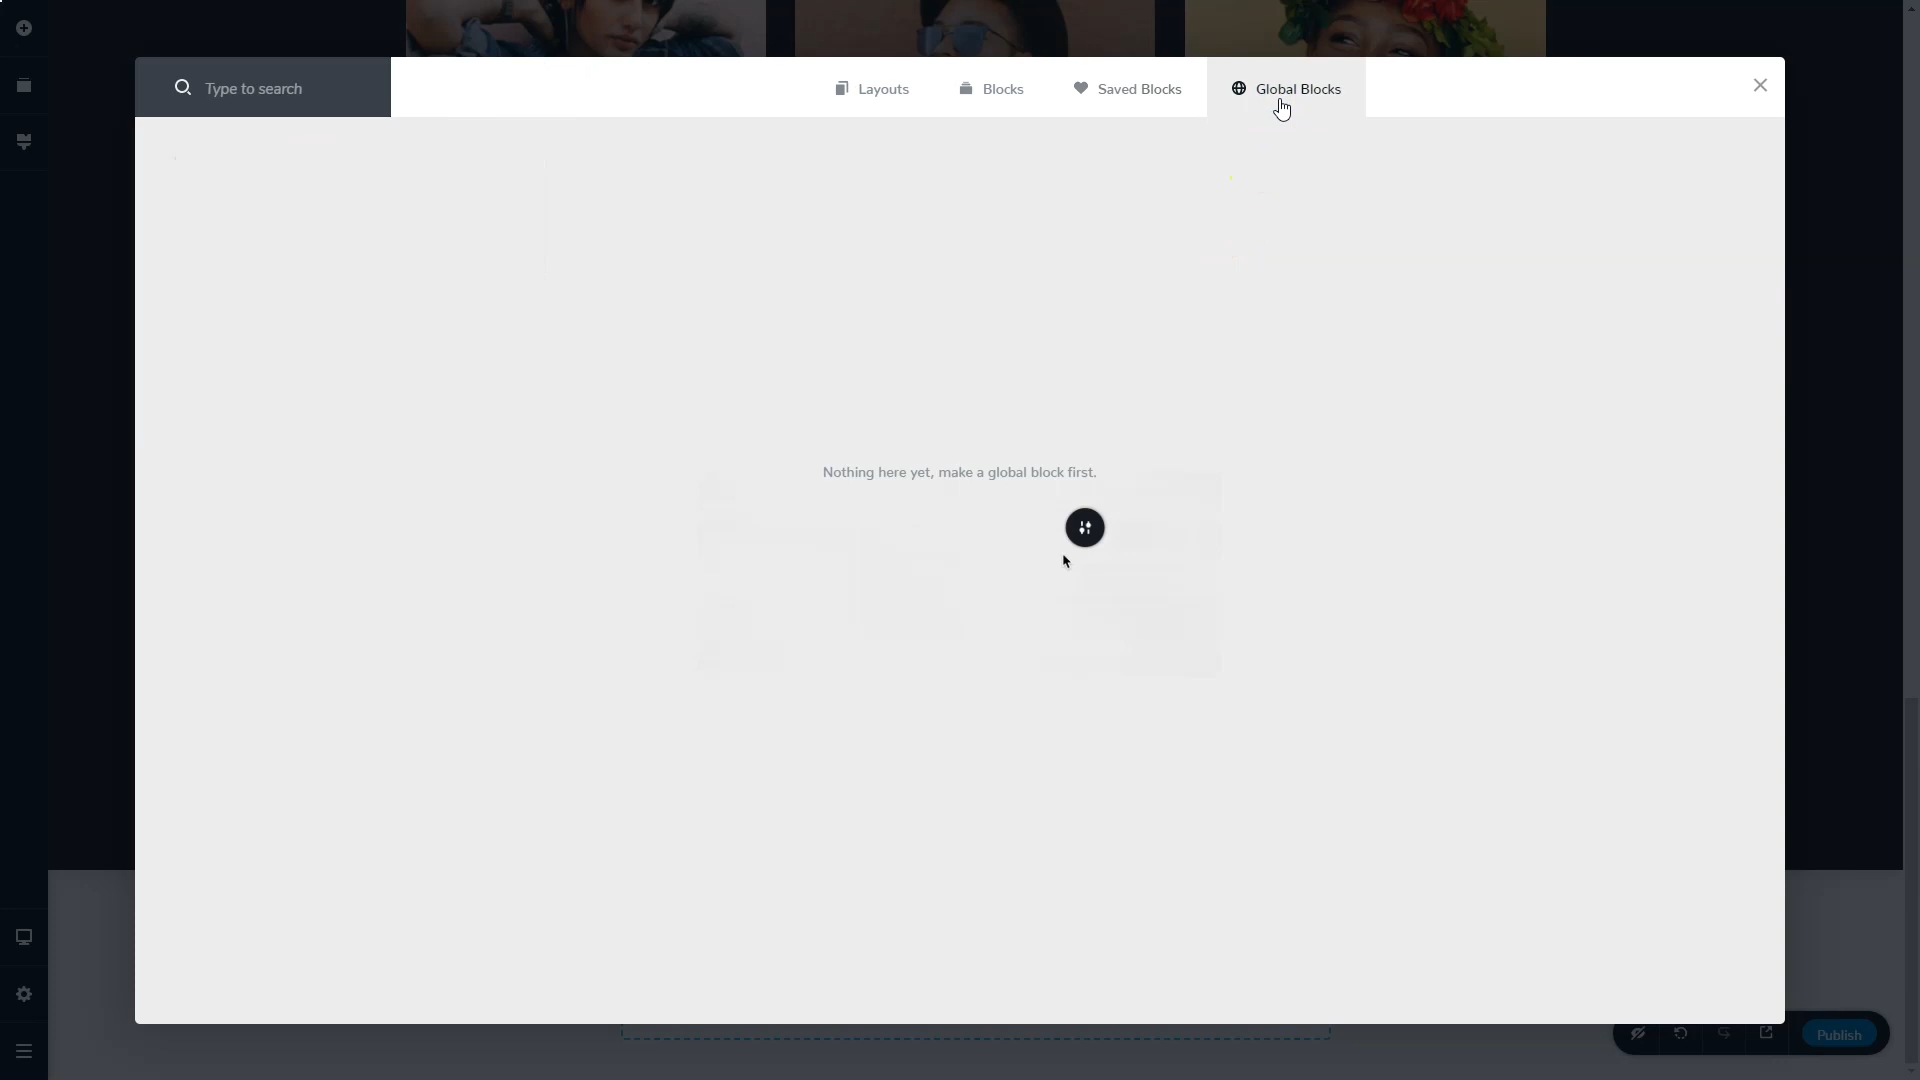 Type to search
Layouts
Blocks
Saved Blocks
Global Blocks
Nothing here yet, make a global block first.
Publish